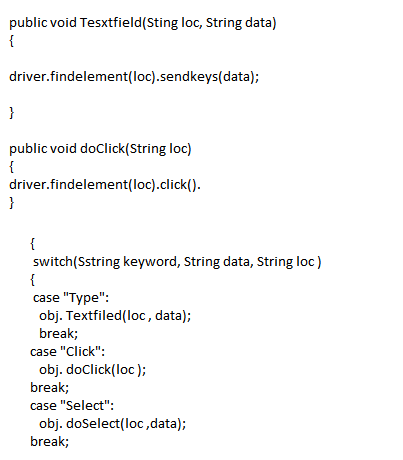 public void Tesxtfield(Sting loc, String data)
{
driver.findelement(loc).sendkeys(data);
}
public void doClick(String loc)
{
driver.findelement(loc).click().
}
{
switch(Sstring keyword, String data, String loc )
{
case "Type":
obj. Textfiled(loc , data);
break;
case "Click":
obj. doClick(loc );
break;
case "Select":
obj. doSelect(loc ,data);
break;